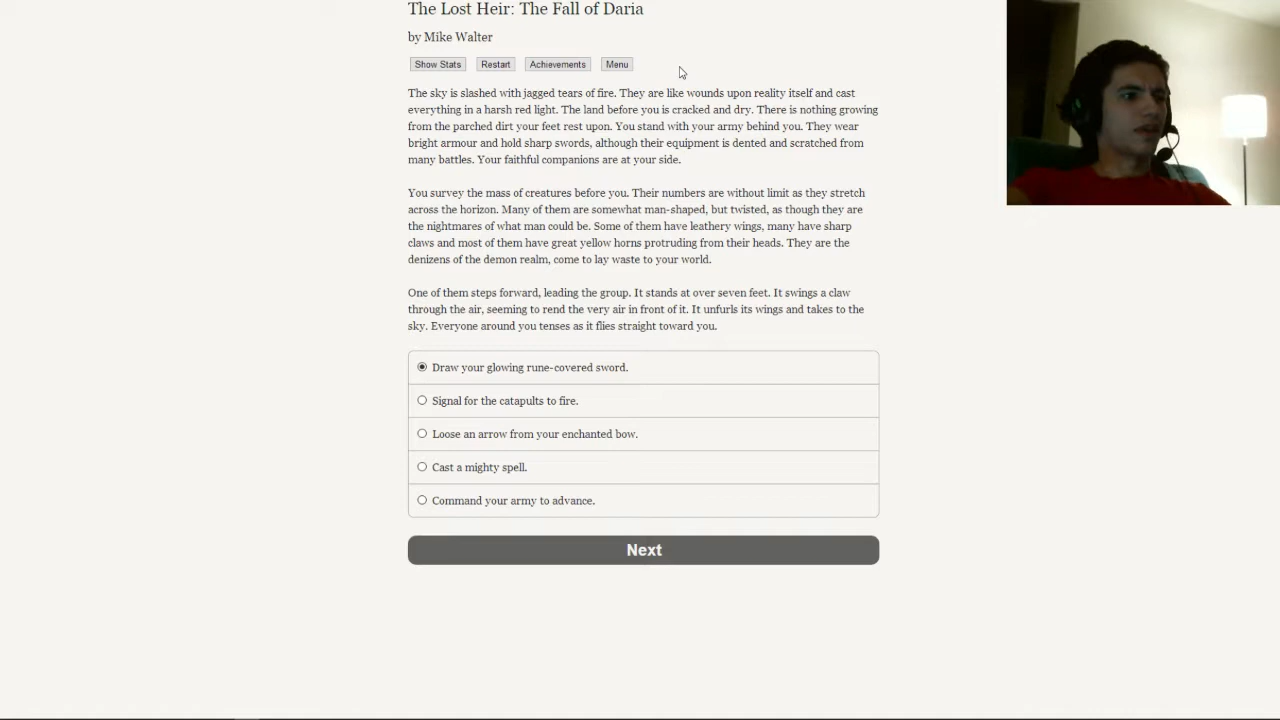 The Lost Heir: The Fall of Daria
by Mike Walter
Show Stats Restart Achievements Menu
The sky is slashed with jagged tears of fire. They are like wounds upon reality itself and cast
everything in a harsh red light. The land before you is cracked and dry. There is nothing growing
from the parched dirt your feet rest upon. You stand with your army behind you. They wear
bright armour and hold sharp swords, although their equipment is dented and scratched from
many battles. Your faithful companions are at your side.
You survey the mass of creatures before you. Their numbers are without limit as they stretch
across the horizon. Many of them are somewhat man-shaped, but twisted, as though they are
the nightmares of what man could be. Some of them have leathery wings, many have sharp
claws and most of them have great yellow horns protruding from their heads. They are the
denizens of the demon realm, come to lay waste to your world.
One of them steps forward, leading the group. It stands at over seven feet. It swings a claw
through the air, seeming to rend the very air in front of it. It unfurls its wings and takes to the
sky. Everyone around you tenses as it flies straight toward you.
Draw your glowing rune-covered sword.
Signal for the catapults to fire.
Loose an arrow from your enchanted bow.
Cast a mighty spell.
Command your army to advance.
Next